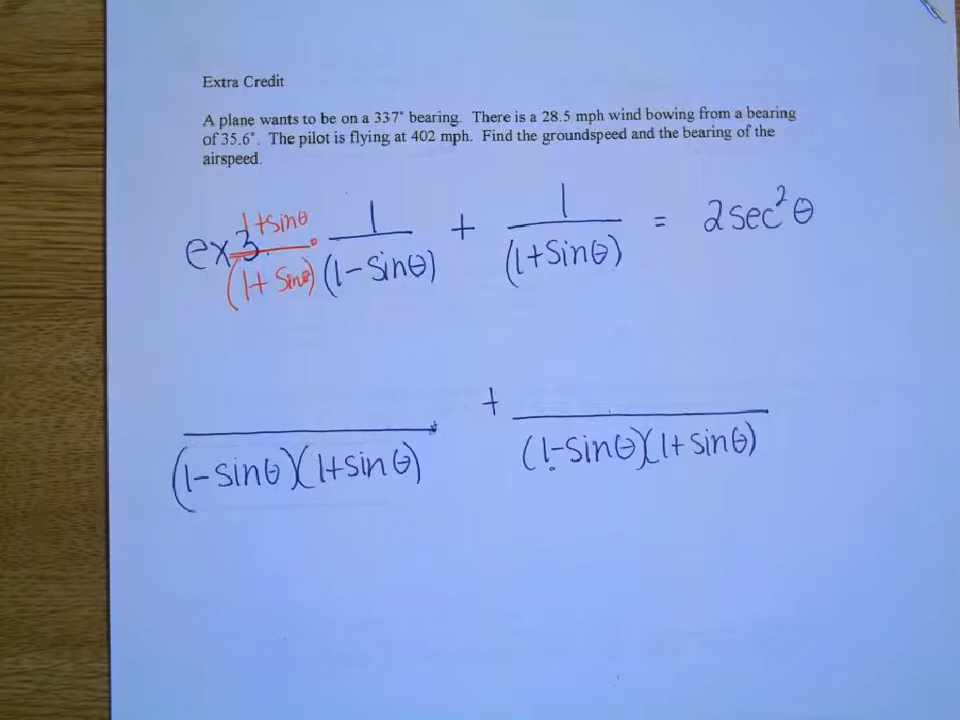 Extra Credit
A plane wants to be on a 337° bearing. There is a 28.5 mph wind bowing from a bearing
of 35.6°. The pilot is flying at 402 mph. Find the groundspeed and the bearing of the
airspeed.
1+sinθ 1 1
ex 3. · + = 2sec²θ
(1+ Sinθ) (1- Sinθ) (1+Sinθ)
+
(1-sinθ)(1+sinθ) (1-sinθ)(1+sinθ)